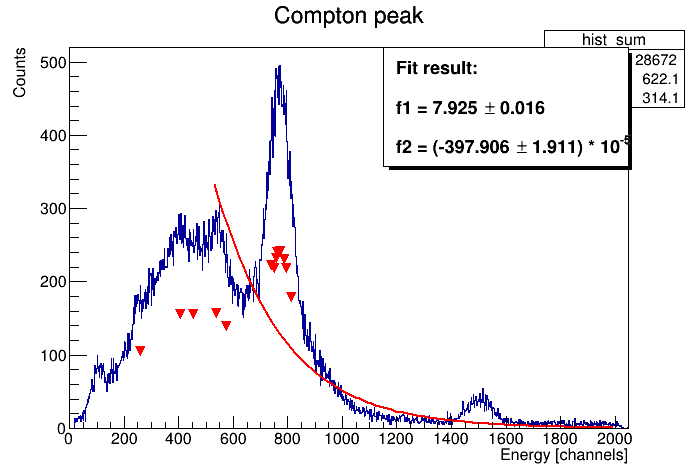 Compton peak
Counts
hist_sum
28672
622.1
314.1
Fit result:
f1 = 7.925 ± 0.016
f2 = (-397.906 ± 1.911) * 10^-5
500
400
300
200
100
0
0 200 400 600 800 1000 1200 1400 1600 1800 2000
Energy [channels]